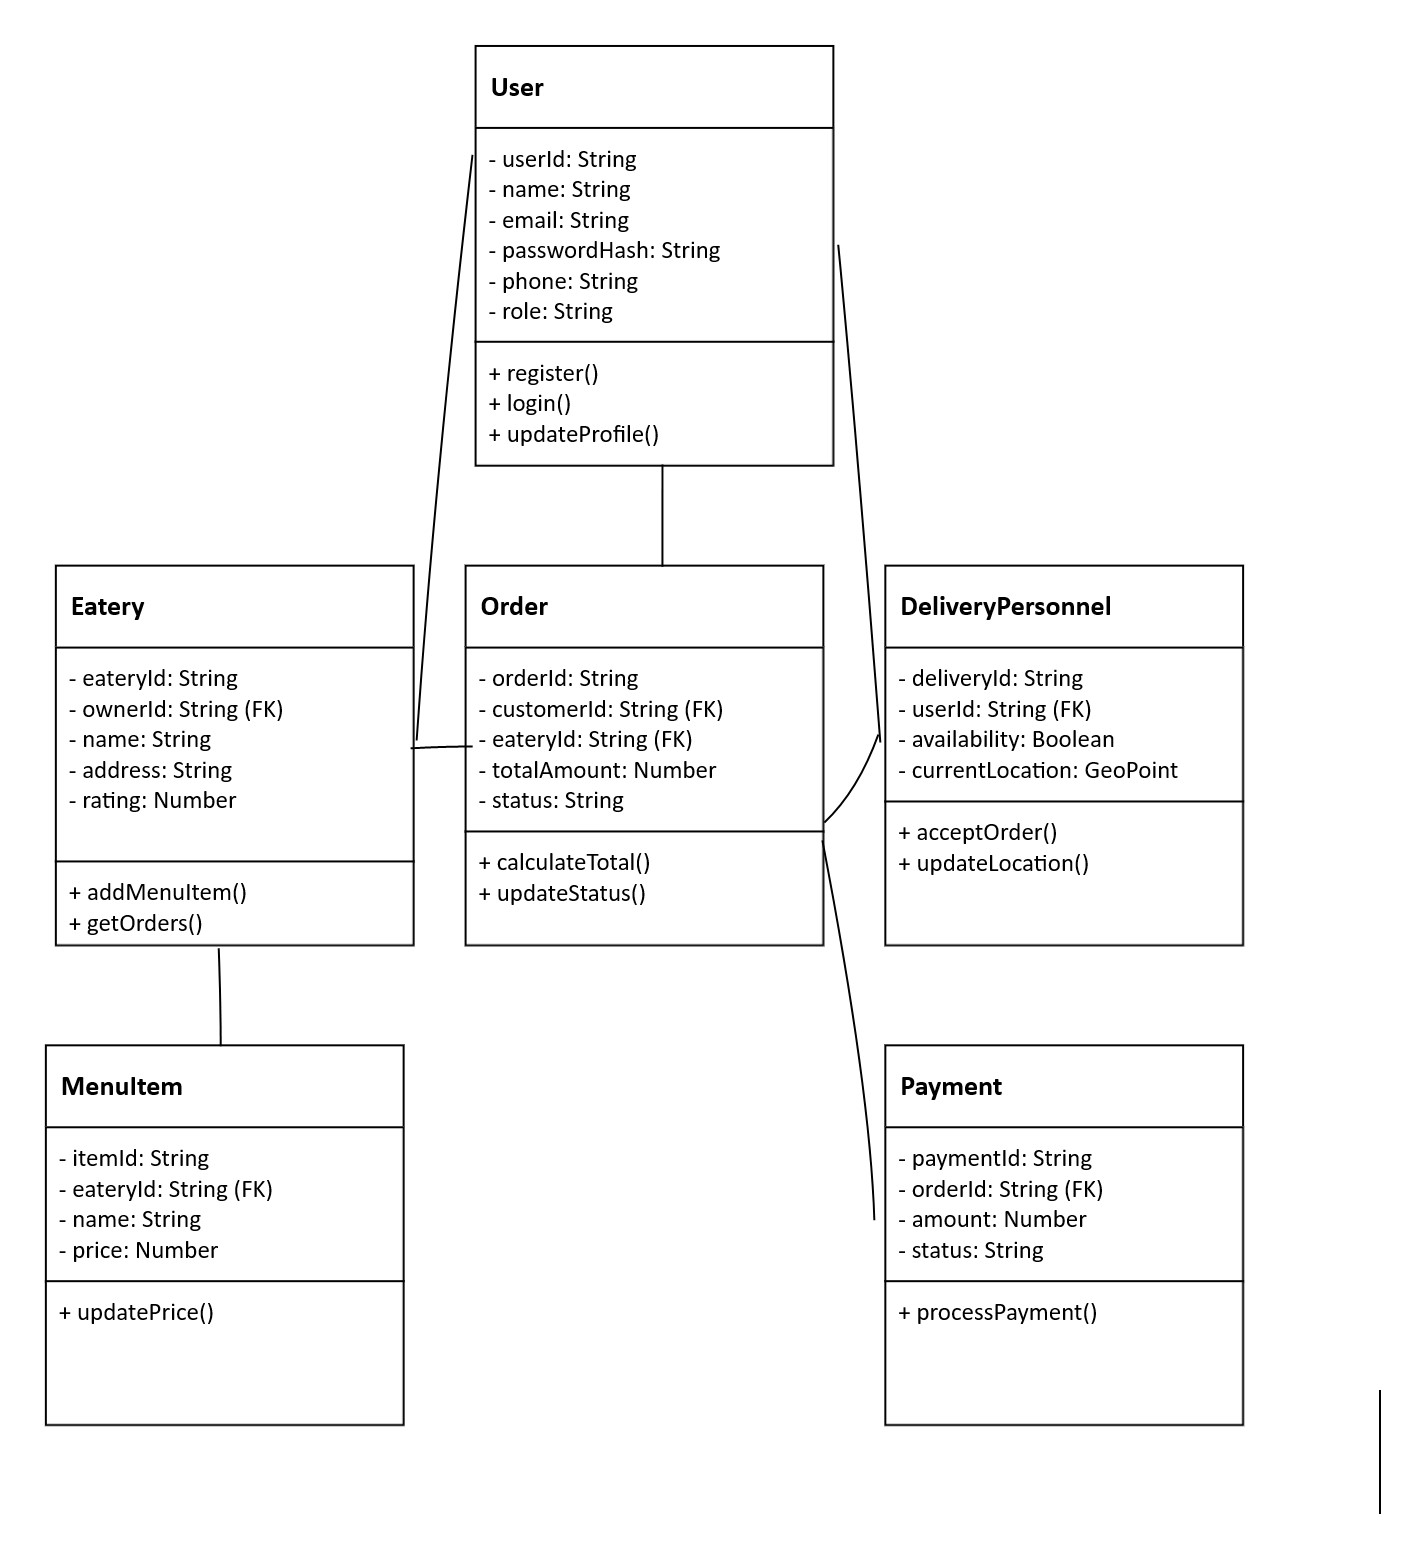 User
- userId: String
- name: String
- email: String
- passwordHash: String
- phone: String
- role: String
+ register()
+ login()
+ updateProfile()
Eatery
- eateryId: String
- ownerId: String (FK)
- name: String
- address: String
- rating: Number
+ addMenuItem()
+ getOrders()
Order
- orderId: String
- customerId: String (FK)
- eateryId: String (FK)
- totalAmount: Number
- status: String
+ calculateTotal()
+ updateStatus()
DeliveryPersonnel
- deliveryId: String
- userId: String (FK)
- availability: Boolean
- currentLocation: GeoPoint
+ acceptOrder()
+ updateLocation()
MenuItem
- itemId: String
- eateryId: String (FK)
- name: String
- price: Number
+ updatePrice()
Payment
- paymentId: String
- orderId: String (FK)
- amount: Number
- status: String
+ processPayment()